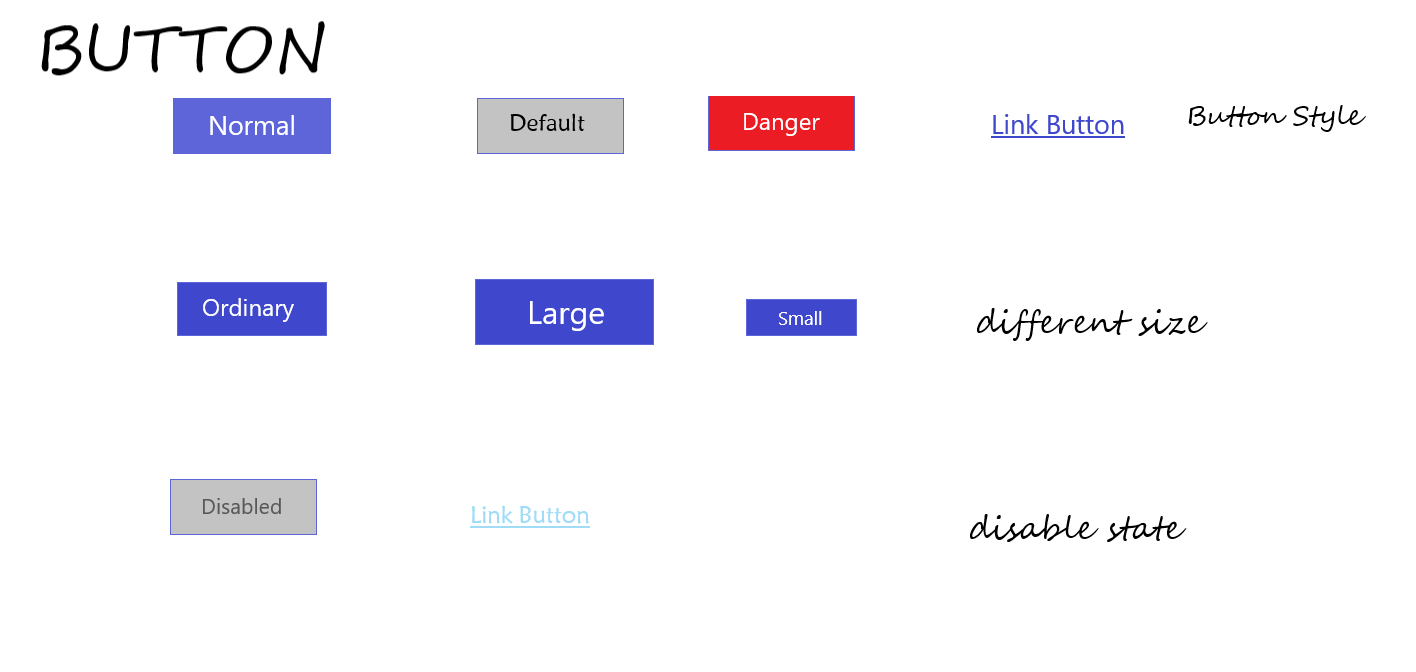 BUTTON
Normal Default Danger Link Button Button Style
Ordinary Large Small different size
Disabled Link Button disable state